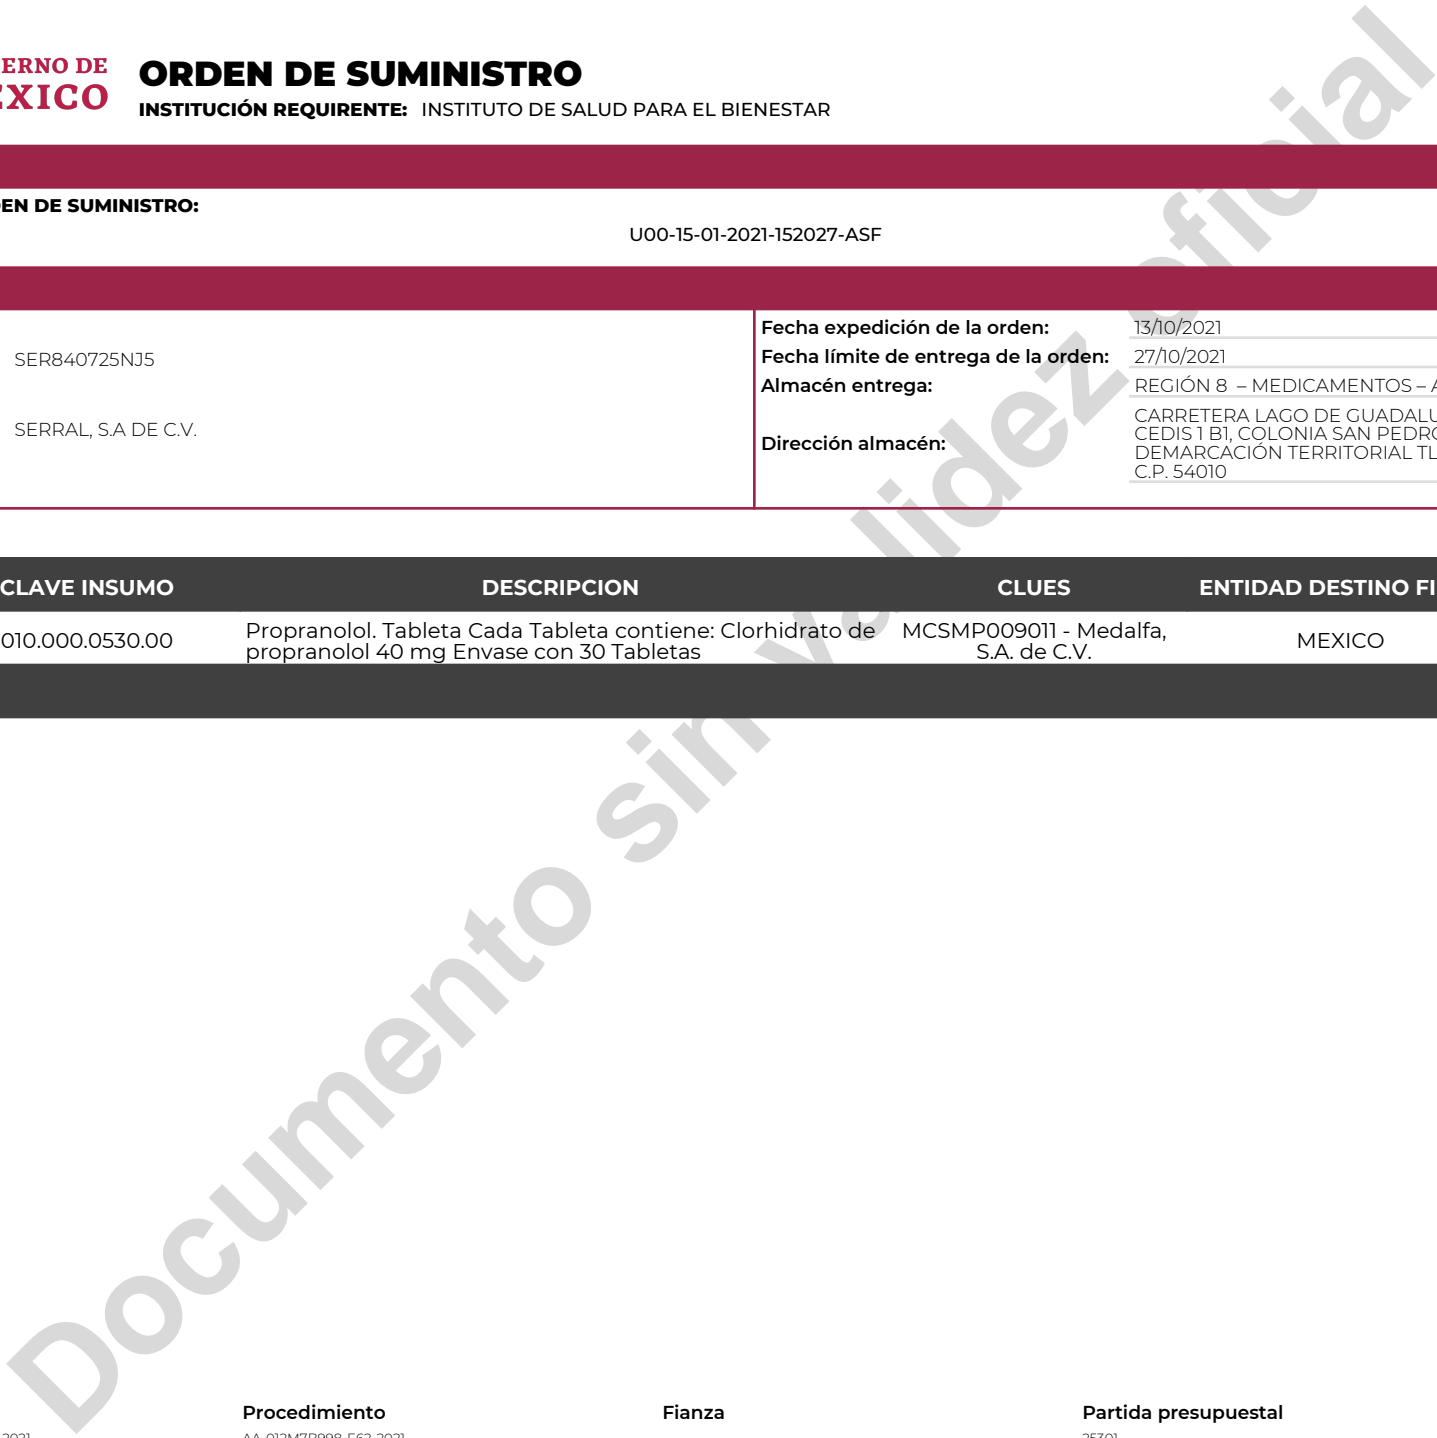 ERNO DE
ORDEN DE SUMINISTRO
INSTITUCIÓN REQUIRENTE: INSTITUTO DE SALUD PARA EL BIENESTAR
EN DE SUMINISTRO:
U00-15-01-2021-152027-ASF
SER840725NJ5
SERRAL, S.A DE C.V.
Fecha expedición de la orden: 13/10/2021
Fecha límite de entrega de la orden: 27/10/2021
Almacén entrega: REGIÓN 8 – MEDICAMENTOS – A
Dirección almacén: CARRETERA LAGO DE GUADALU
CEDIS 1 B1, COLONIA SAN PEDRO
DEMARCACIÓN TERRITORIAL TL
C.P. 54010
CLAVE INSUMO DESCRIPCION CLUES ENTIDAD DESTINO FI
010.000.0530.00 Propranolol. Tableta Cada Tableta contiene: Clorhidrato de propranolol 40 mg Envase con 30 Tabletas MCSMP009011 - Medalfa, S.A. de C.V. MEXICO
Documento sin validez oficial
Procedimiento Fianza Partida presupuestal